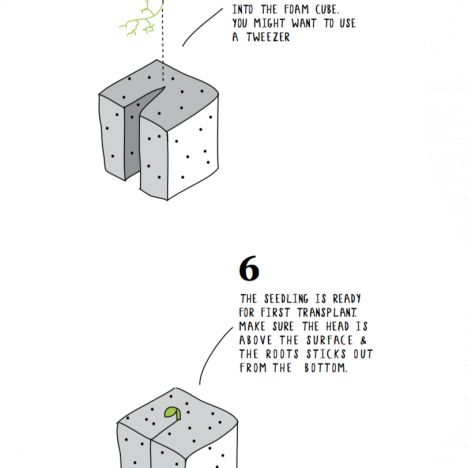 INTO THE FOAM CUBE.
YOU MIGHT WANT TO USE
A TWEEZER
6
THE SEEDLING IS READY
FOR FIRST TRANSPLANT.
MAKE SURE THE HEAD IS
ABOVE THE SURFACE &
THE ROOTS STICKS OUT
FROM THE BOTTOM.